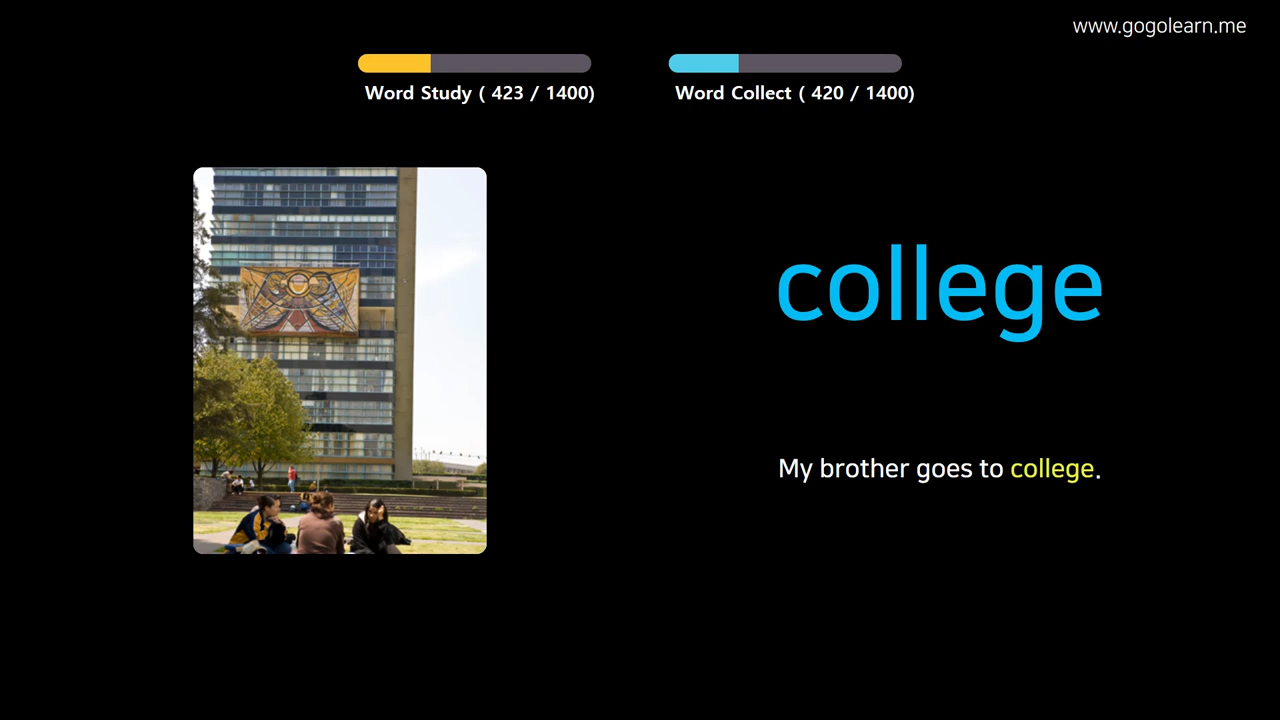 www.gogolearn.me
Word Study ( 423 / 1400)
Word Collect ( 420 / 1400)
college
My brother goes to college.